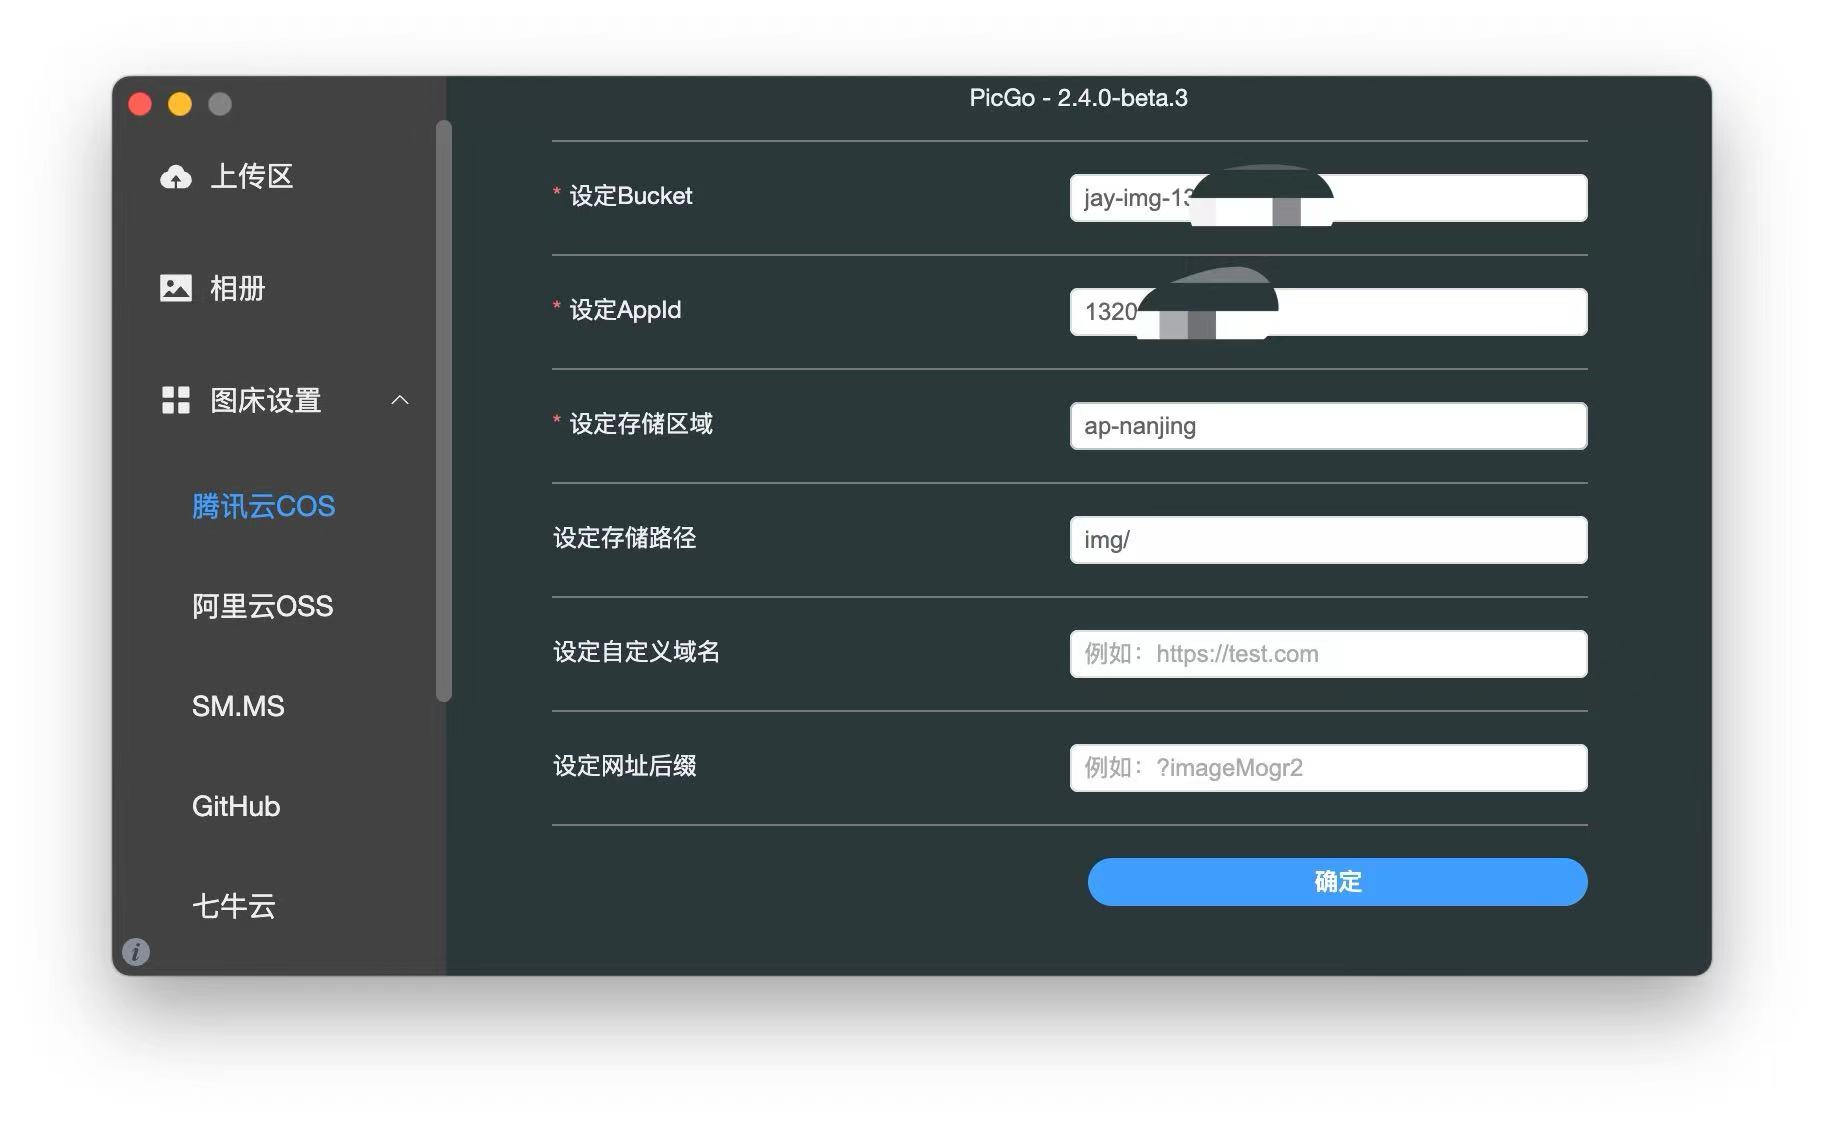 PicGo - 2.4.0-beta.3
上传区
相册
图床设置
腾讯云COS
阿里云OSS
SM.MS
GitHub
七牛云
* 设定Bucket
jay-img-13
* 设定AppId
1320
* 设定存储区域
ap-nanjing
设定存储路径
img/
设定自定义域名
例如：https://test.com
设定网址后缀
例如：?imageMogr2
确定